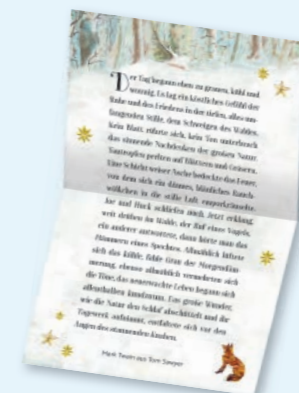 Der Tag begann eben zu grauen, kühl und
wonnig. Es lag ein köstliches Gefühl der
Ruhe und des Friedens in der tiefen, alles um-
fangenden Stille, dem Schweigen des Waldes.
Kein Blatt rührte sich, kein Ton unterbrach
das sinnende Nachdenken der großen Natur.
Tautropfen perlten auf Blättern und Gräsern.
Eine Schicht weißer Asche bedeckte das Feuer,
von dem sich ein dünnes, bläuliches Rauch-
wölkchen in die stille Luft emporkräuselte.
Joe und Huck schliefen noch. Jetzt erklang,
weit drüben im Walde, der Ruf eines Vogels,
ein anderer antwortete, dann hörte man das
Hämmern eines Spechtes. Allmählich lüftete
sich das kühle, fahle Grau der Morgendäm-
merung, ebenso allmählich vermehrten sich
die Töne, das neuerwachte Leben begann sich
allenthalben kundzutun. Das große Wunder,
wie die Natur den Schlaf abschüttelt und ihr
Tagewerk aufnimmt, entfaltete sich vor den
Augen des staunenden Knaben.
Mark Twain aus Tom Sawyer